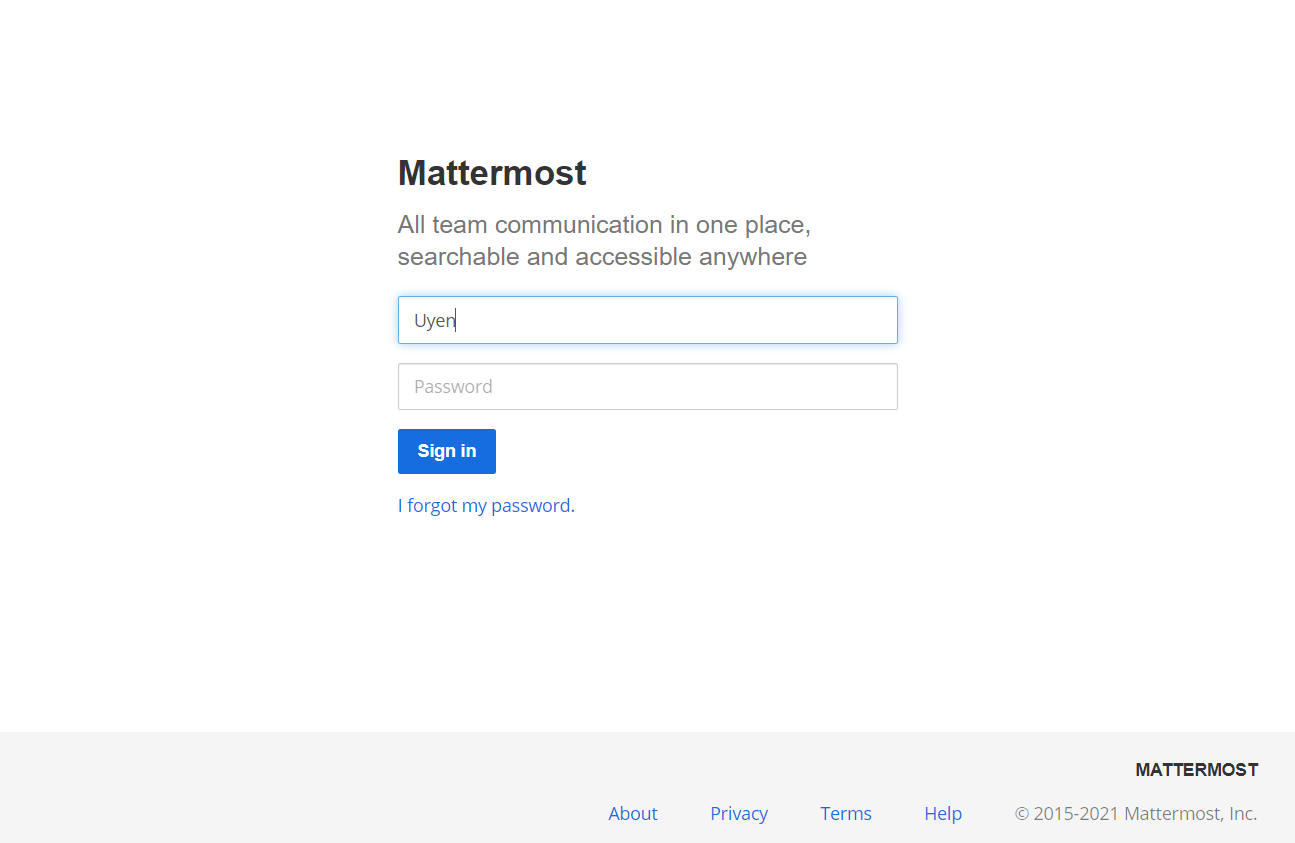 Mattermost
All team communication in one place,
searchable and accessible anywhere
Uyen
Password
Sign in
I forgot my password.
MATTERMOST
About Privacy Terms Help © 2015-2021 Mattermost, Inc.